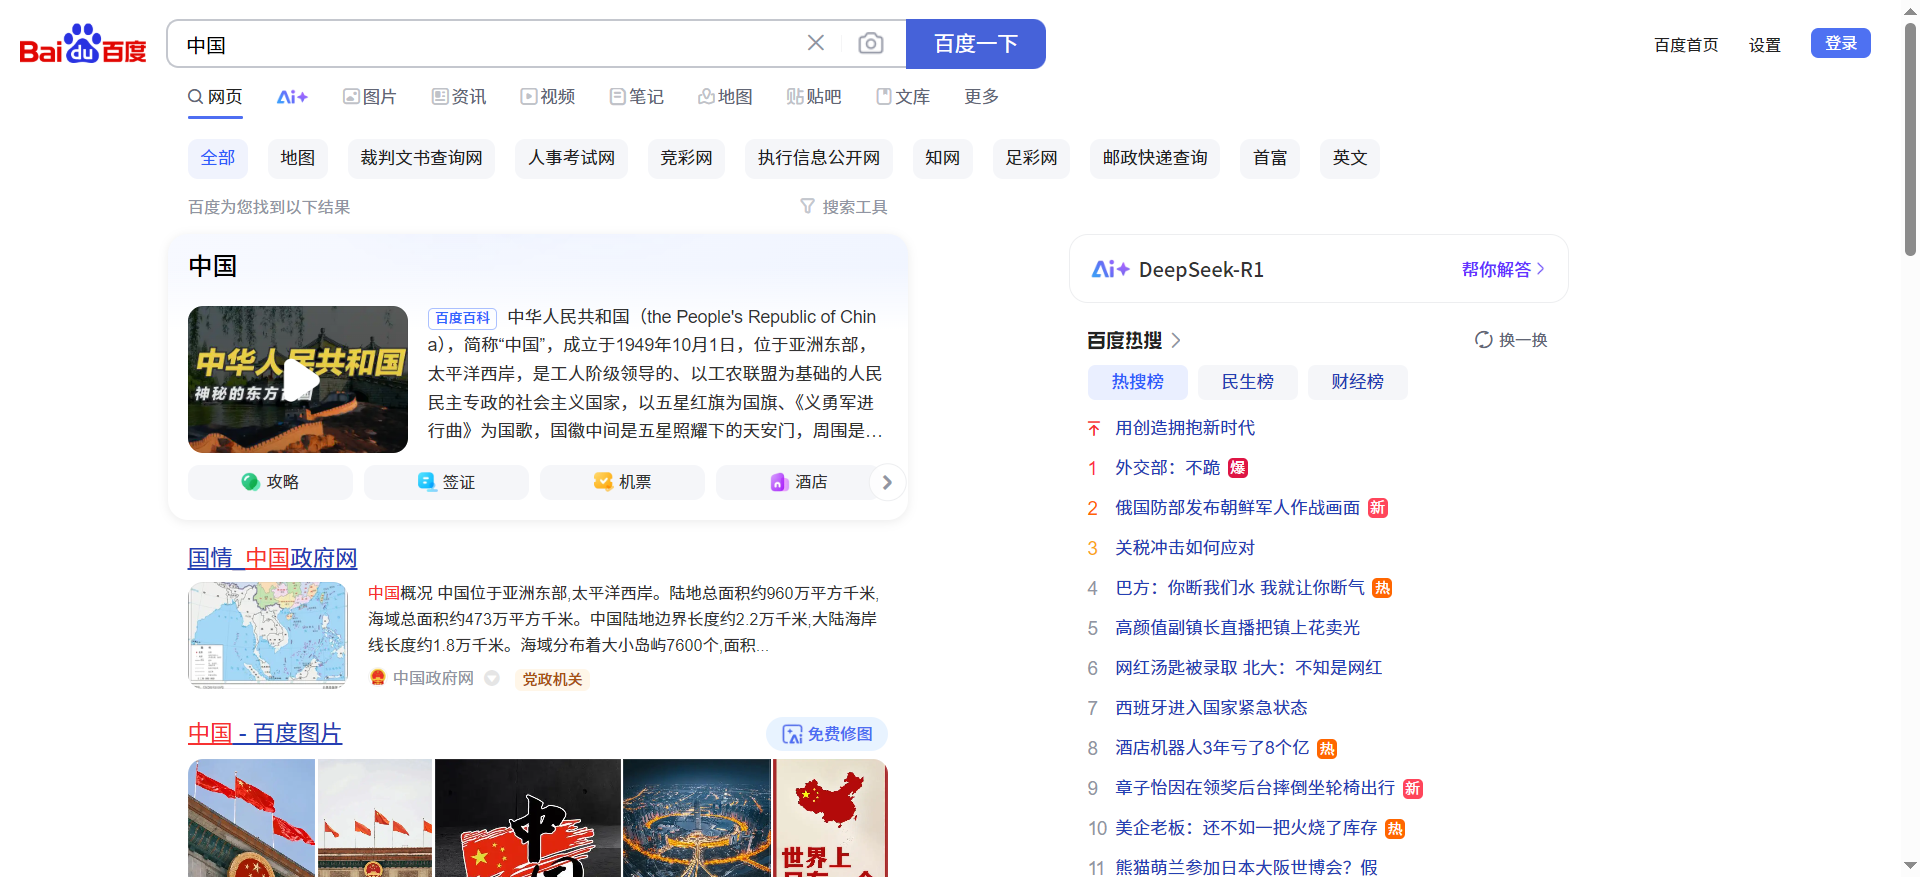 Bai du 百度
中国
百度一下
百度首页 设置 登录
网页 Ai+ 图片 资讯 视频 笔记 地图 贴吧 文库 更多
全部 地图 裁判文书查询网 人事考试网 竞彩网 执行信息公开网 知网 足彩网 邮政快递查询 首富 英文
百度为您找到以下结果 搜索工具
中国
中华人民共和国
神秘的东方
百度百科 中华人民共和国（the People's Republic of Chin
a），简称“中国”，成立于1949年10月1日，位于亚洲东部，
太平洋西岸，是工人阶级领导的、以工农联盟为基础的人民
民主专政的社会主义国家，以五星红旗为国旗、《义勇军进
行曲》为国歌，国徽中间是五星照耀下的天安门，周围是...
攻略 签证 机票 酒店
国情_中国政府网
中国概况 中国位于亚洲东部,太平洋西岸。陆地总面积约960万平方千米,
海域总面积约473万平方千米。中国陆地边界长度约2.2万千米,大陆海岸
线长度约1.8万千米。海域分布着大小岛屿7600个,面积...
中国政府网 党政机关
中国 - 百度图片
免费修图
中国
世界上
Ai+ DeepSeek-R1 帮你解答
百度热搜 换一换
热搜榜 民生榜 财经榜
用创造拥抱新时代
1 外交部：不跪 爆
2 俄国防部发布朝鲜军人作战画面 新
3 关税冲击如何应对
4 巴方：你断我们水 我就让你断气 热
5 高颜值副镇长直播把镇上花卖光
6 网红汤匙被录取 北大：不知是网红
7 西班牙进入国家紧急状态
8 酒店机器人3年亏了8个亿 热
9 章子怡因在领奖后台摔倒坐轮椅出行 新
10 美企老板：还不如一把火烧了库存 热
11 熊猫萌兰参加日本大阪世博会？假